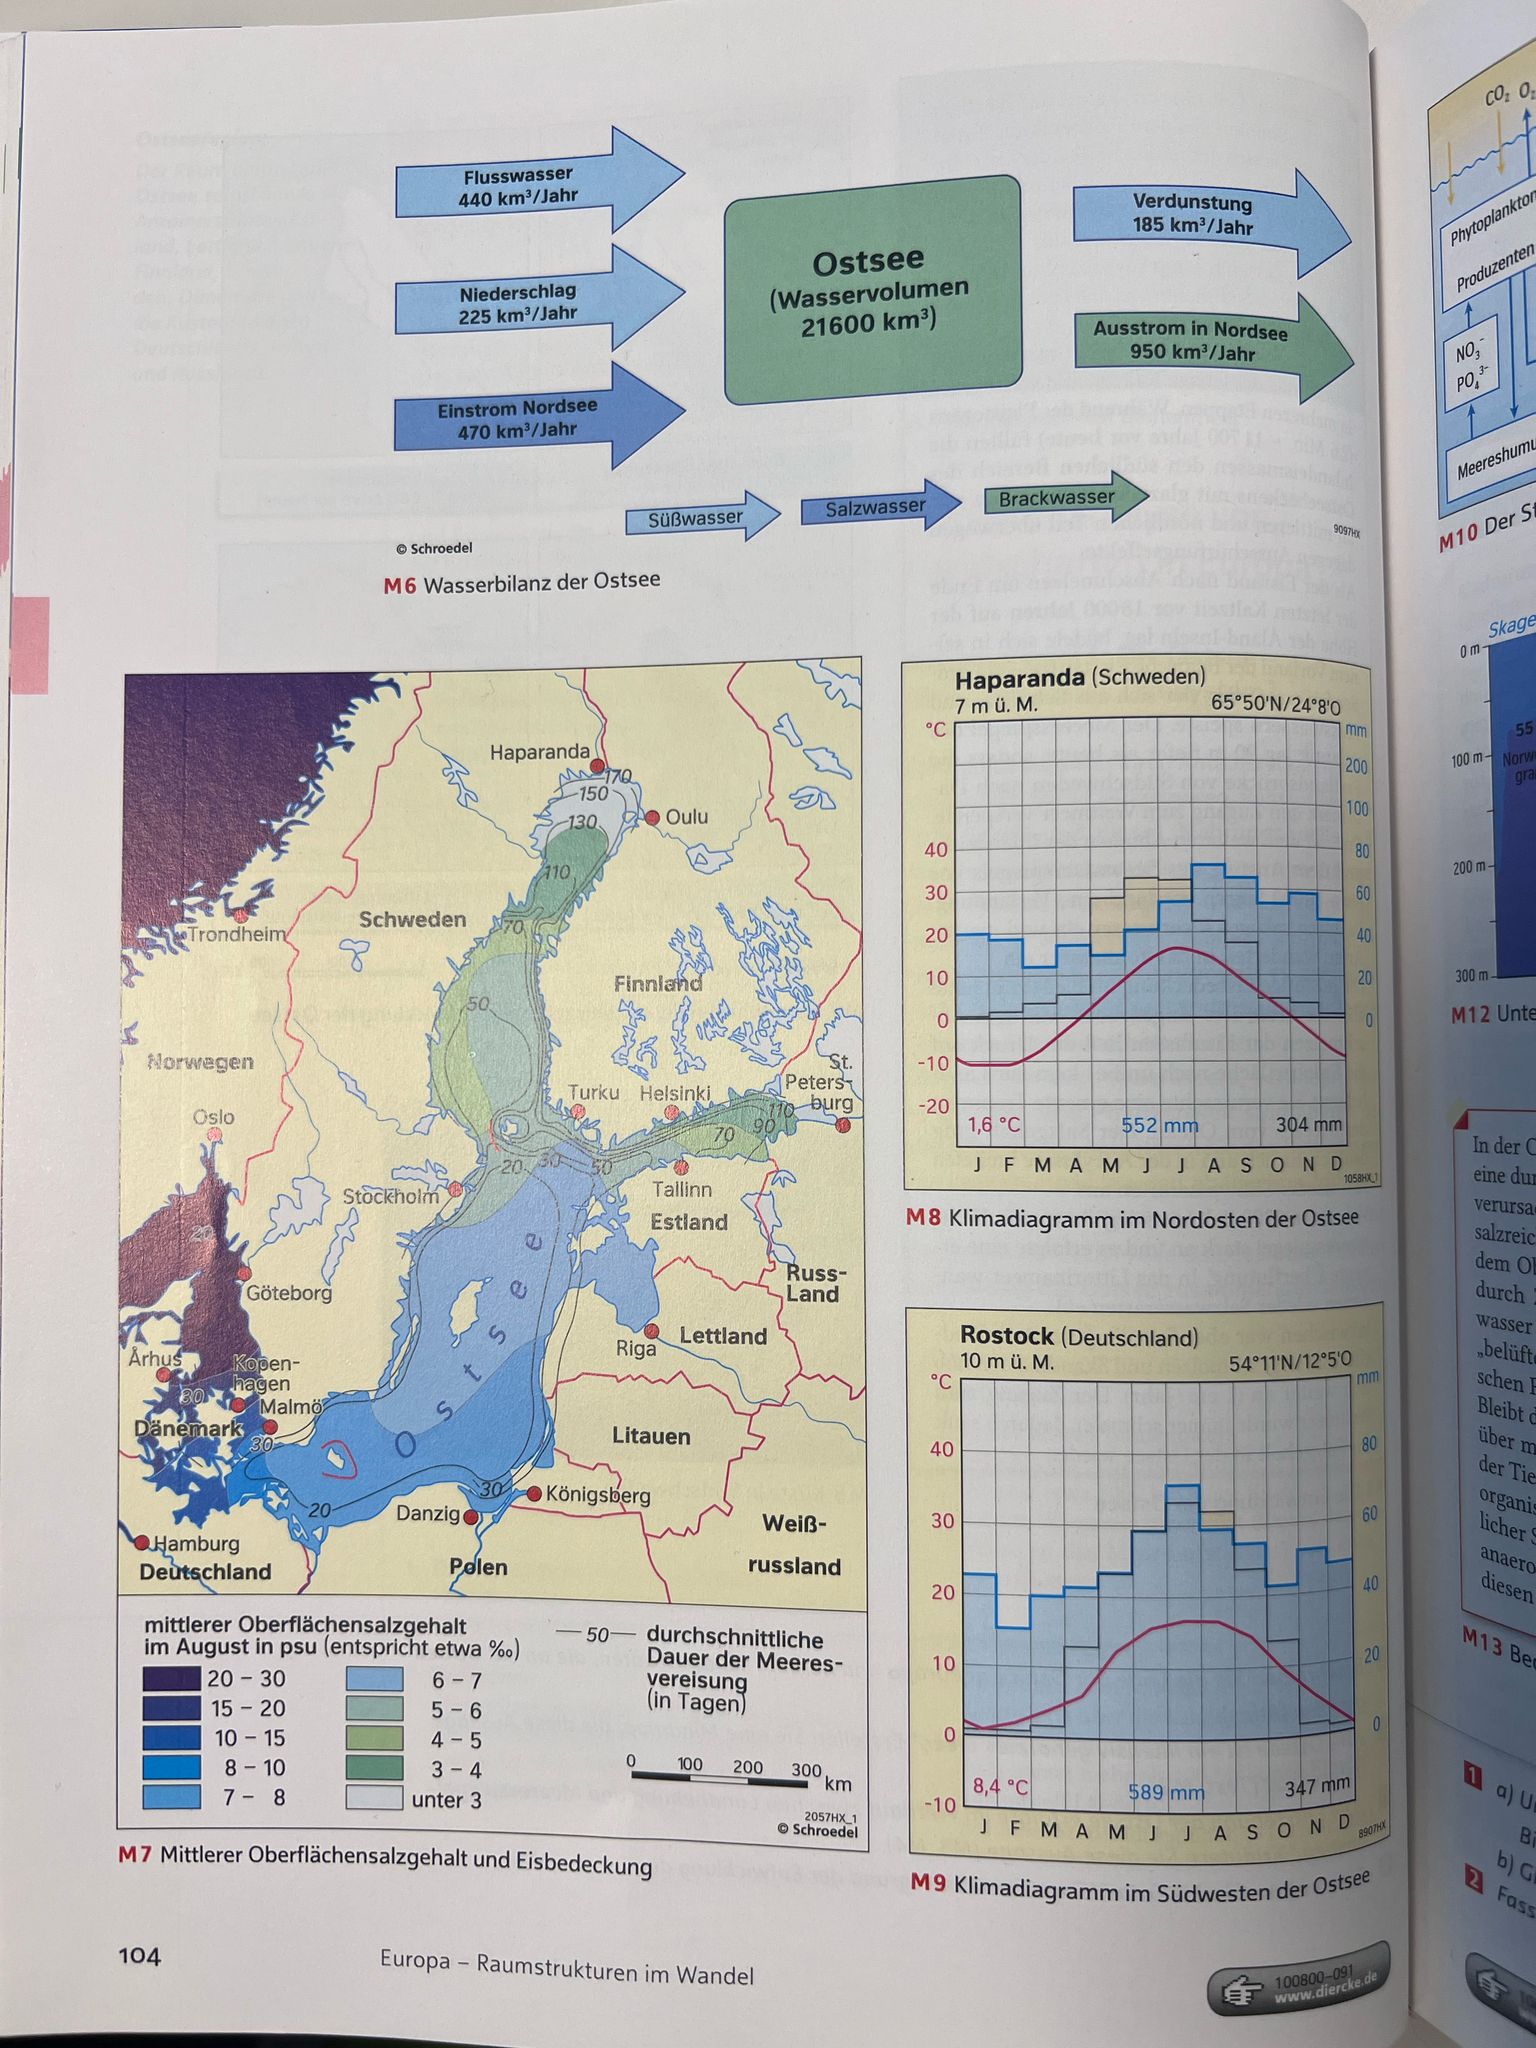 Flusswasser
440 km³/Jahr
Niederschlag
225 km³/Jahr
Einstrom Nordsee
470 km³/Jahr
Ostsee
(Wasservolumen
21600 km³)
Verdunstung
185 km³/Jahr
Ausstrom in Nordsee
950 km³/Jahr
Süßwasser
Salzwasser
Brackwasser
9097HX
© Schroedel
M6 Wasserbilanz der Ostsee
Haparanda
170
150
130
Oulu
110
Trondheim
Schweden
70
Finnland
50
Norwegen
Oslo
Turku
Helsinki
St.
Peters-
burg
110
90
70
20
30
50
Stockholm
Tallinn
Estland
20
Göteborg
Russ-
Land
Riga
Lettland
Århus
Kopen-
hagen
30
Malmö
Dänemark
30
Ostsee
Litauen
20
30
Königsberg
Danzig
Hamburg
Deutschland
Polen
Weiß-
russland
mittlerer Oberflächensalzgehalt
im August in psu (entspricht etwa ‰)
20 – 30
15 – 20
10 – 15
8 – 10
7 – 8
6 – 7
5 – 6
4 – 5
3 – 4
unter 3
50
durchschnittliche
Dauer der Meeres-
vereisung
(in Tagen)
0 100 200 300 km
2057HX_1
© Schroedel
M7 Mittlerer Oberflächensalzgehalt und Eisbedeckung
Haparanda (Schweden)
7 m ü. M. 65°50'N/24°8'O
°C mm
200
100
40 80
30 60
20 40
10 20
0 0
-10
-20
1,6 °C 552 mm 304 mm
J F M A M J J A S O N D
1058HX_1
M8 Klimadiagramm im Nordosten der Ostsee
Rostock (Deutschland)
10 m ü. M. 54°11'N/12°5'O
°C mm
40 80
30 60
20 40
10 20
0 0
-10
8,4 °C 589 mm 347 mm
J F M A M J J A S O N D
8907HX
M9 Klimadiagramm im Südwesten der Ostsee
104 Europa – Raumstrukturen im Wandel
100800-091
www.diercke.de
CO₂ O₂
Phytoplankton
Produzenten
NO₃⁻
PO₄³⁻
Meereshumu
M10 Der St
Skage
0 m
55
100 m
Norw
gra
200 m
300 m
M12 Unte
In der O
eine dur
verursa
salzreic
dem Ob
durch
wasser
„belüft
schen
Bleibt d
über m
der Tie
organis
licher S
anaero
diesen
M13 Bed
1 a)
b)
2 Fass